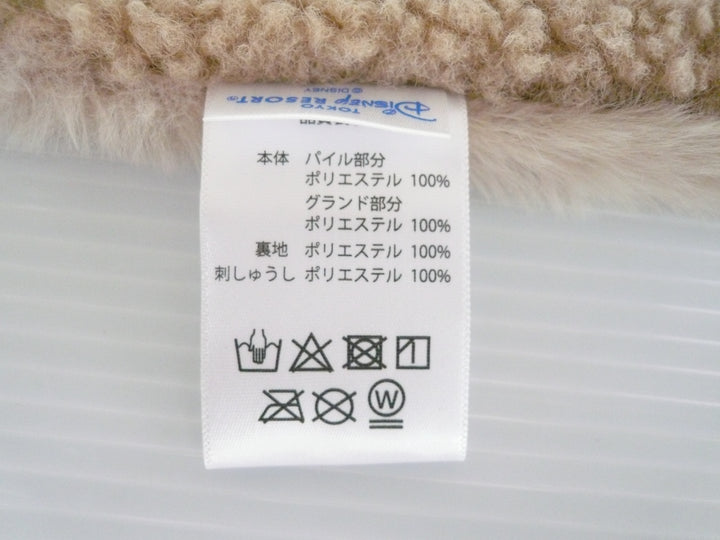 © DISNEY
TOKYO
Disney RESORT®
本体 パイル部分
ポリエステル 100%
グランド部分
ポリエステル 100%
裏地 ポリエステル 100%
刺しゅうし ポリエステル 100%
W